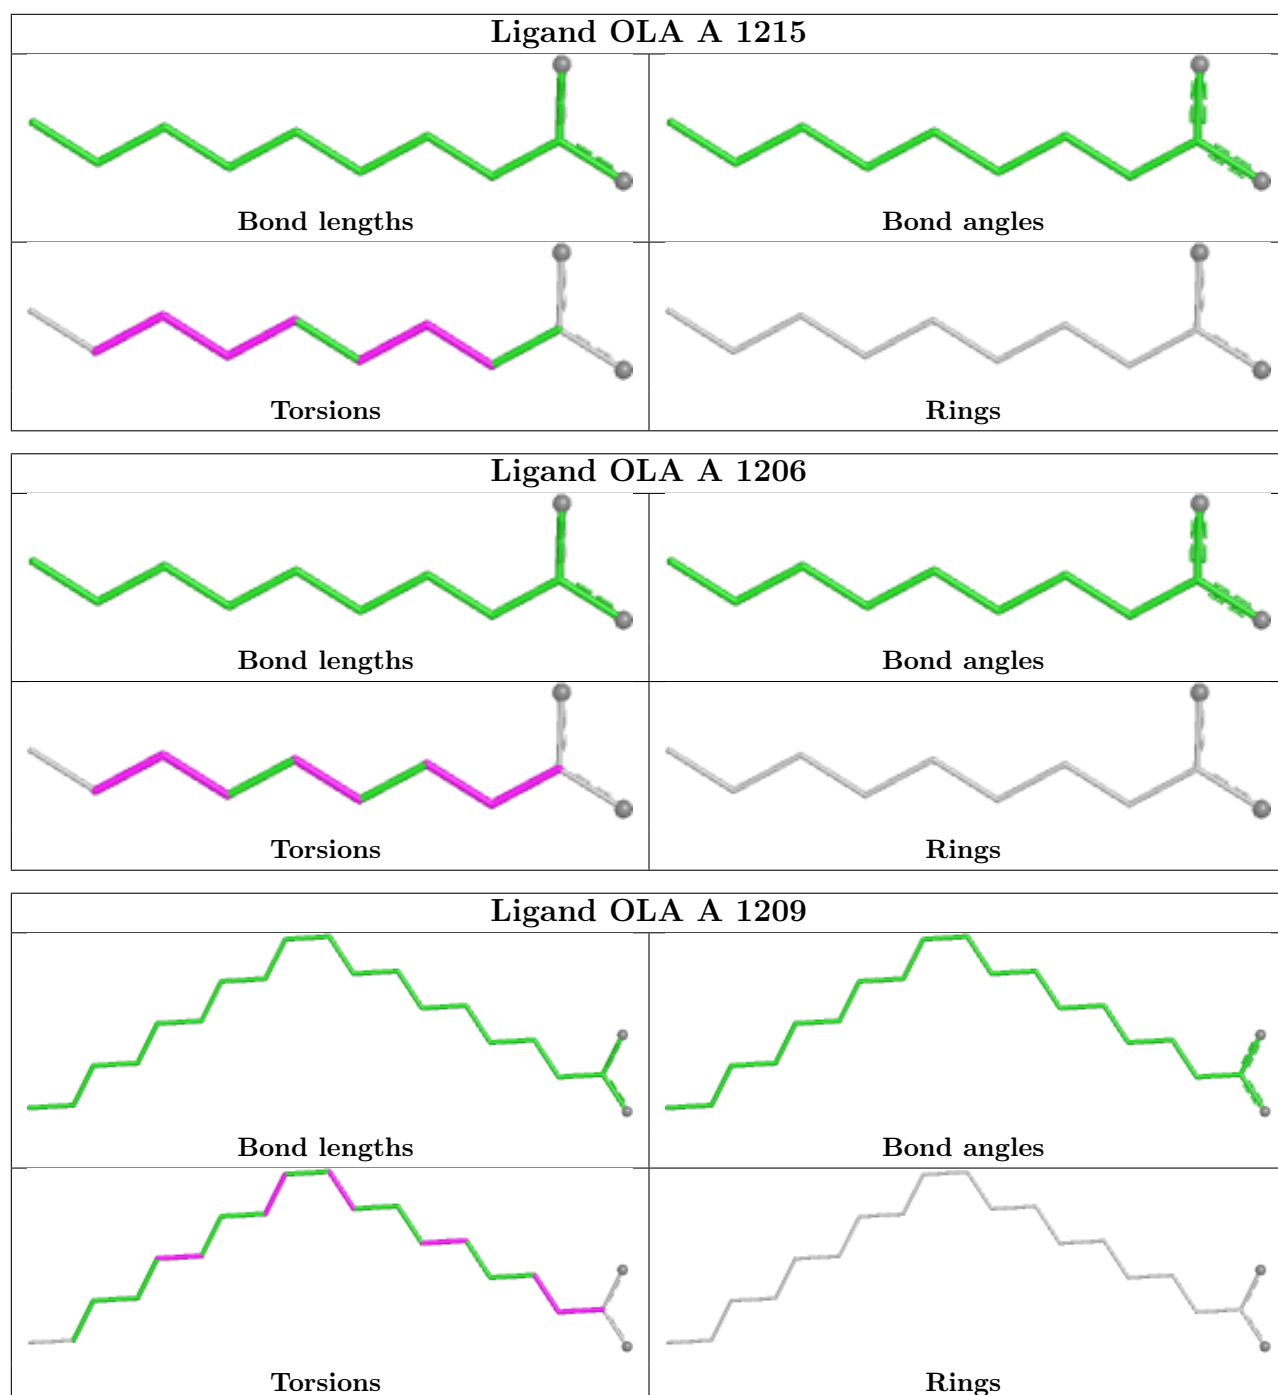 Ligand OLA A 1215
Bond lengths
Bond angles
Torsions
Rings
Ligand OLA A 1206
Bond lengths
Bond angles
Torsions
Rings
Ligand OLA A 1209
Bond lengths
Bond angles
Torsions
Rings